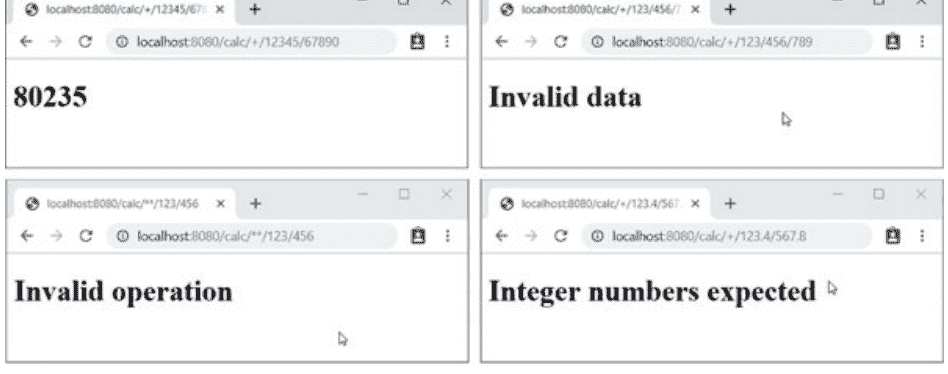 localhost:8080/calc/+/12345/67
localhost:8080/calc/+/12345/67890
80235
localhost:8080/calc/+/123/456/7
localhost:8080/calc/+/123/456/789
Invalid data
localhost:8080/calc/**/123/456
localhost:8080/calc/**/123/456
Invalid operation
localhost:8080/calc/+/123.4/567
localhost:8080/calc/+/123.4/567.8
Integer numbers expected